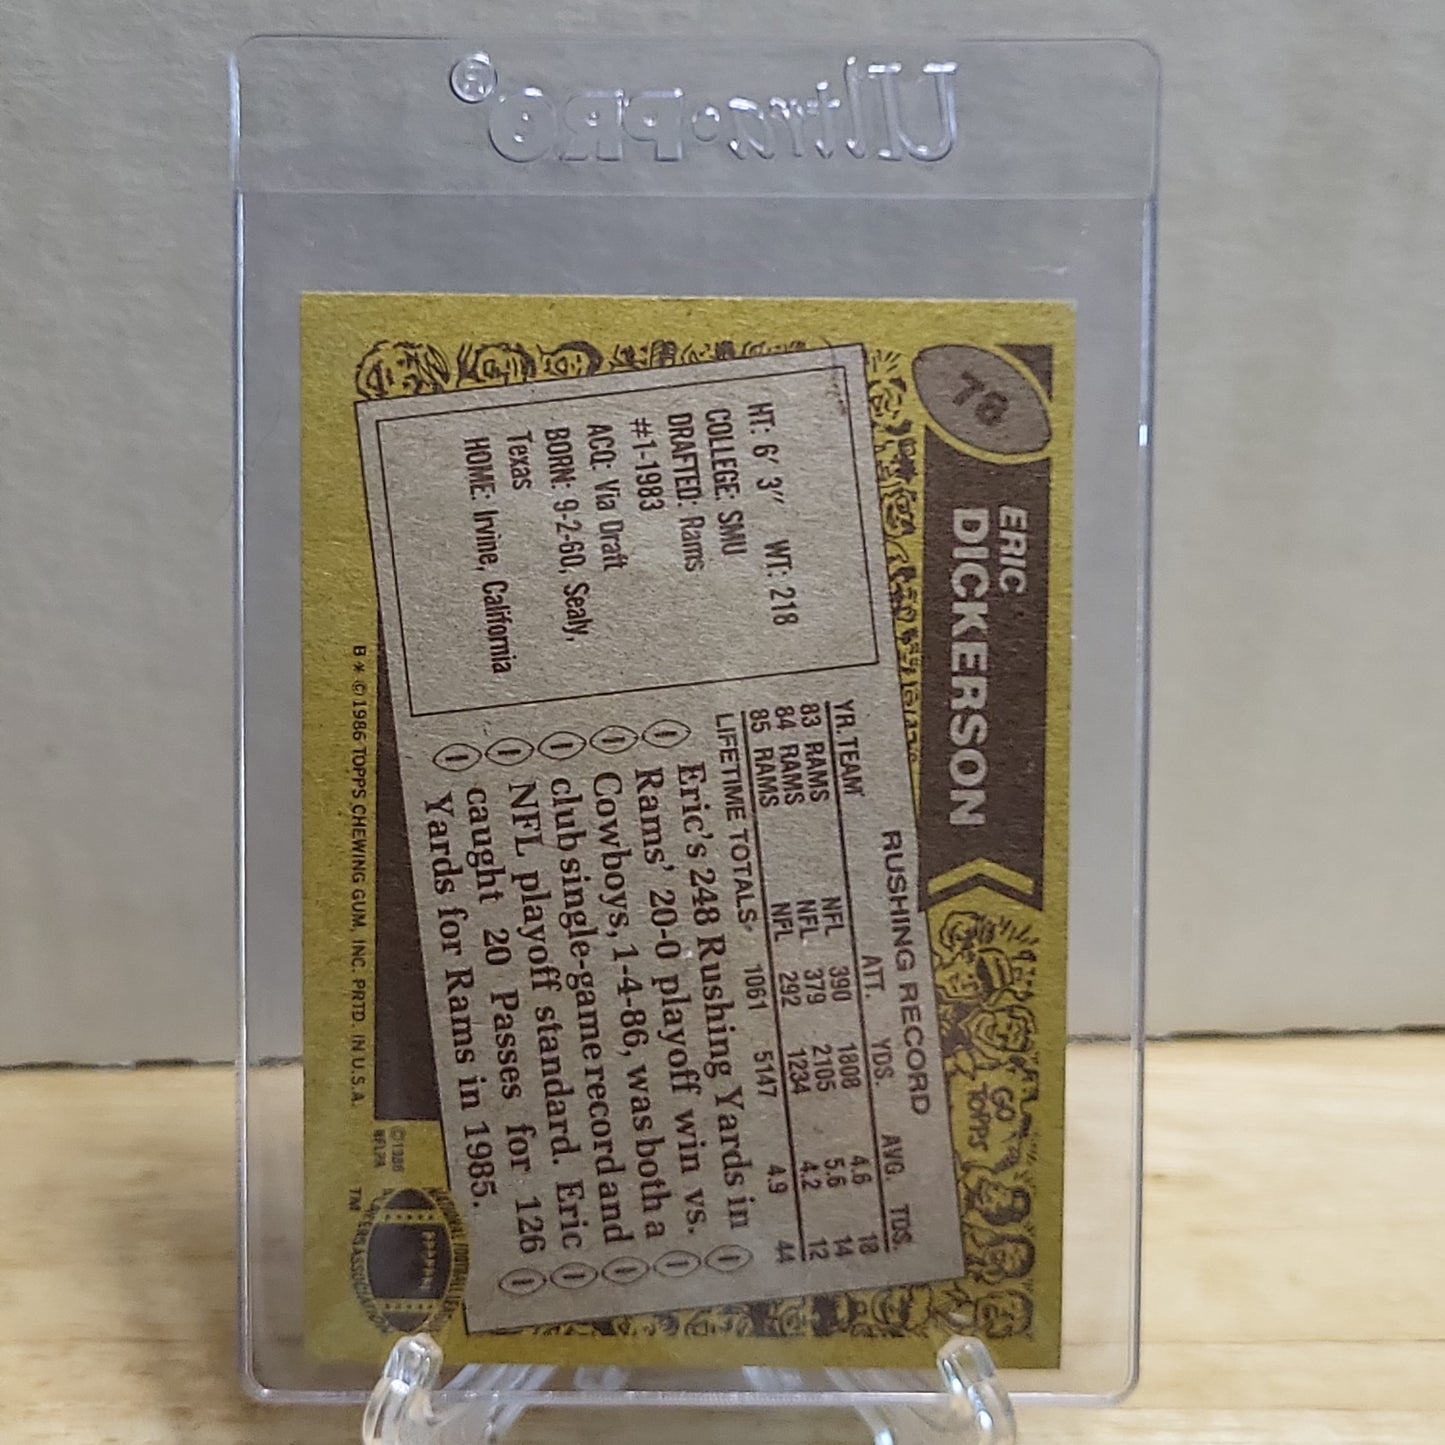 Ultra·PRO®
78
ERIC
DICKERSON
HT: 6' 3" WT: 218
COLLEGE: SMU
DRAFTED: Rams
#1-1983
ACQ: Via Draft
BORN: 9-2-60, Sealy,
Texas
HOME: Irvine, California
RUSHING RECORD
YR. TEAM ATT. YDS. AVG. TDS.
83 RAMS NFL 390 1808 4.6 18
84 RAMS NFL 379 2105 5.6 14
85 RAMS NFL 292 1234 4.2 12
LIFETIME TOTALS 1061 5147 4.9 44
Eric's 248 Rushing Yards in
Rams' 20-0 playoff win vs.
Cowboys, 1-4-86, was both a
club single-game record and
NFL playoff standard. Eric
caught 20 Passes for 126
Yards for Rams in 1985.
GO
TOPPS
B * © 1986 TOPPS CHEWING GUM, INC. PRTD. IN U.S.A.
© 1986
NFLPA
TM